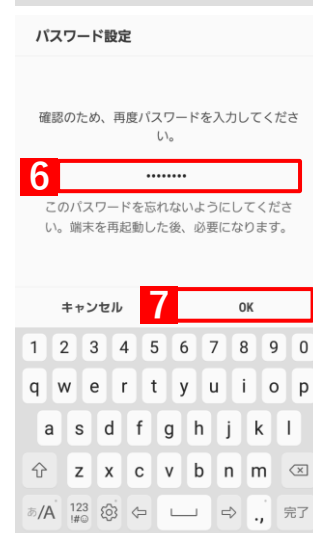 パスワード設定
確認のため、再度パスワードを入力してくださ
い。
6
••••••••
このパスワードを忘れないようにしてくださ
い。端末を再起動した後、必要になります。
キャンセル 7 OK
1 2 3 4 5 6 7 8 9 0
q w e r t y u i o p
a s d f g h j k l
z x c v b n m
あ/A 123 !#☺ ., 完了